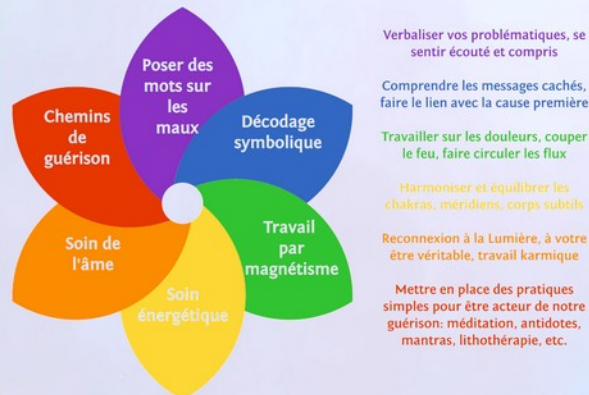 Poser des
mots sur
les
maux
Décodage
symbolique
Travail
par
magnétisme
Soin
énergétique
Soin de
l'âme
Chemins
de
guérison
Verbaliser vos problématiques, se
sentir écouté et compris
Comprendre les messages cachés,
faire le lien avec la cause première
Travailler sur les douleurs, couper
le feu, faire circuler les flux
Harmoniser et équilibrer les
chakras, méridiens, corps subtils
Reconnexion à la Lumière, à votre
être véritable, travail karmique
Mettre en place des pratiques
simples pour être acteur de notre
guérison: méditation, antidotes,
mantras, lithothérapie, etc.